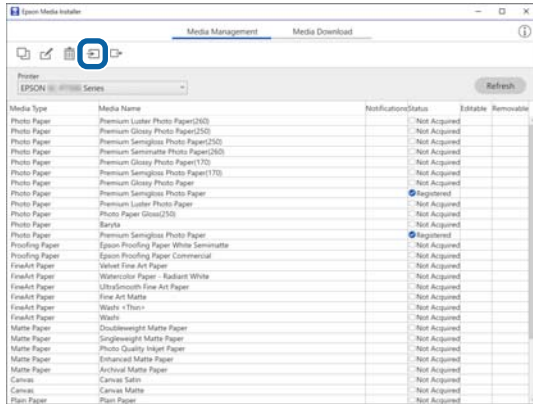 Epson Media Installer
Media Management Media Download
Printer
EPSON Series
Refresh
Media Type Media Name Notifications Status Editable Removable
Photo Paper Premium Luster Photo Paper(260) Not Acquired
Photo Paper Premium Glossy Photo Paper(250) Not Acquired
Photo Paper Premium Semigloss Photo Paper(250) Not Acquired
Photo Paper Premium Semimatte Photo Paper(260) Not Acquired
Photo Paper Premium Glossy Photo Paper(170) Not Acquired
Photo Paper Premium Semigloss Photo Paper(170) Not Acquired
Photo Paper Premium Glossy Photo Paper Not Acquired
Photo Paper Premium Semigloss Photo Paper Registered
Photo Paper Premium Luster Photo Paper Not Acquired
Photo Paper Photo Paper Gloss(250) Not Acquired
Photo Paper Baryta Not Acquired
Photo Paper Premium Semigloss Photo Paper Registered
Proofing Paper Epson Proofing Paper White Semimatte Not Acquired
Proofing Paper Epson Proofing Paper Commercial Not Acquired
FineArt Paper Velvet Fine Art Paper Not Acquired
FineArt Paper Watercolor Paper - Radiant White Not Acquired
FineArt Paper UltraSmooth Fine Art Paper Not Acquired
FineArt Paper Fine Art Matte Not Acquired
FineArt Paper Washi <Thin> Not Acquired
FineArt Paper Washi Not Acquired
Matte Paper Doubleweight Matte Paper Not Acquired
Matte Paper Singleweight Matte Paper Not Acquired
Matte Paper Photo Quality Inkjet Paper Not Acquired
Matte Paper Enhanced Matte Paper Not Acquired
Matte Paper Archival Matte Paper Not Acquired
Canvas Canvas Satin Not Acquired
Canvas Canvas Matte Not Acquired
Plain Paper Plain Paper Not Acquired